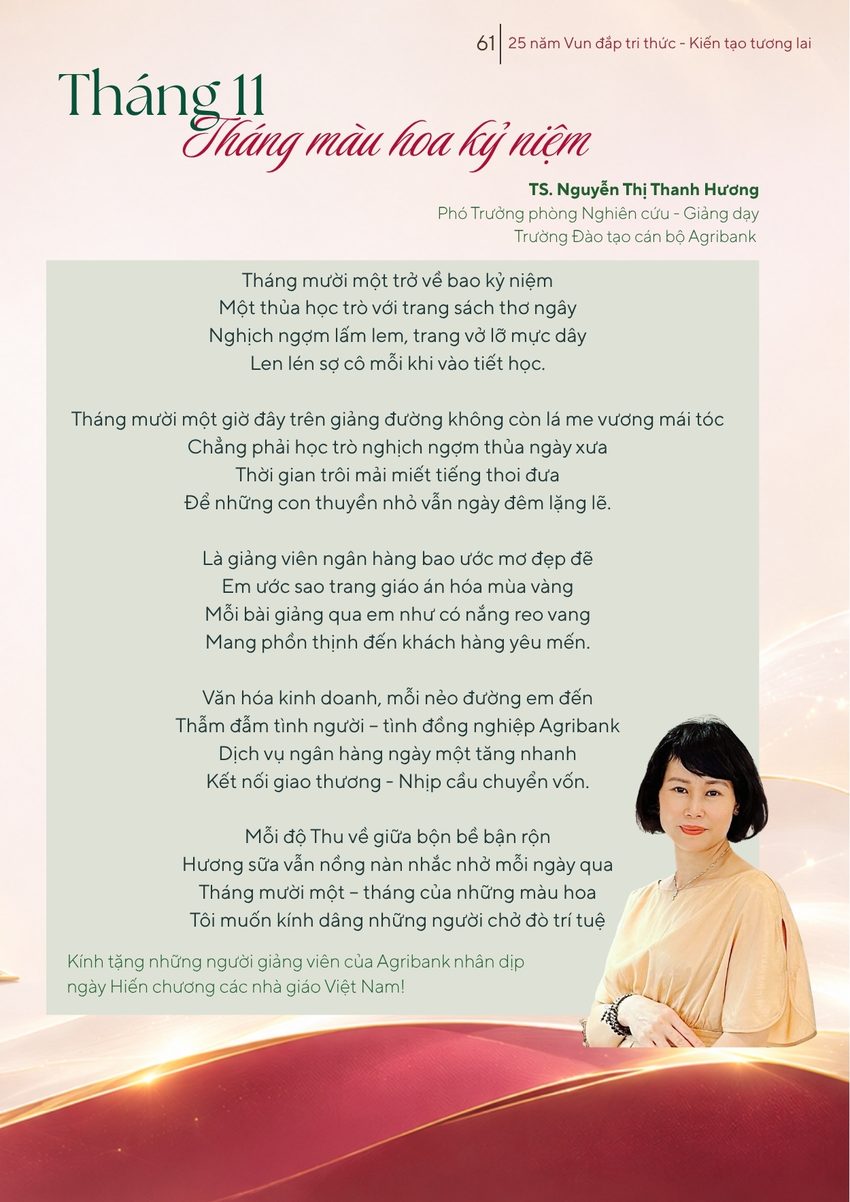 61 | 25 năm Vun đắp tri thức - Kiến tạo tương lai
Tháng 11
Tháng màu hoa kỷ niệm
TS. Nguyễn Thị Thanh Hương
Phó Trưởng phòng Nghiên cứu - Giảng dạy
Trường Đào tạo cán bộ Agribank
Tháng mười một trở về bao kỷ niệm
Một thủa học trò với trang sách thơ ngây
Nghịch ngợm lấm lem, trang vở lỡ mực dây
Len lén sợ cô mỗi khi vào tiết học.
Tháng mười một giờ đây trên giảng đường không còn lá me vương mái tóc
Chẳng phải học trò nghịch ngợm thủa ngày xưa
Thời gian trôi mải miết tiếng thoi đưa
Để những con thuyền nhỏ vẫn ngày đêm lặng lẽ.
Là giảng viên ngân hàng bao ước mơ đẹp đẽ
Em ước sao trang giáo án hóa mùa vàng
Mỗi bài giảng qua em như có nắng reo vang
Mang phồn thịnh đến khách hàng yêu mến.
Văn hóa kinh doanh, mỗi nẻo đường em đến
Thẫm đẫm tình người – tình đồng nghiệp Agribank
Dịch vụ ngân hàng ngày một tăng nhanh
Kết nối giao thương - Nhịp cầu chuyển vốn.
Mỗi độ Thu về giữa bộn bề bận rộn
Hương sữa vẫn nồng nàn nhắc nhở mỗi ngày qua
Tháng mười một – tháng của những màu hoa
Tôi muốn kính dâng những người chở đò trí tuệ
Kính tặng những người giảng viên của Agribank nhân dịp
ngày Hiến chương các nhà giáo Việt Nam!